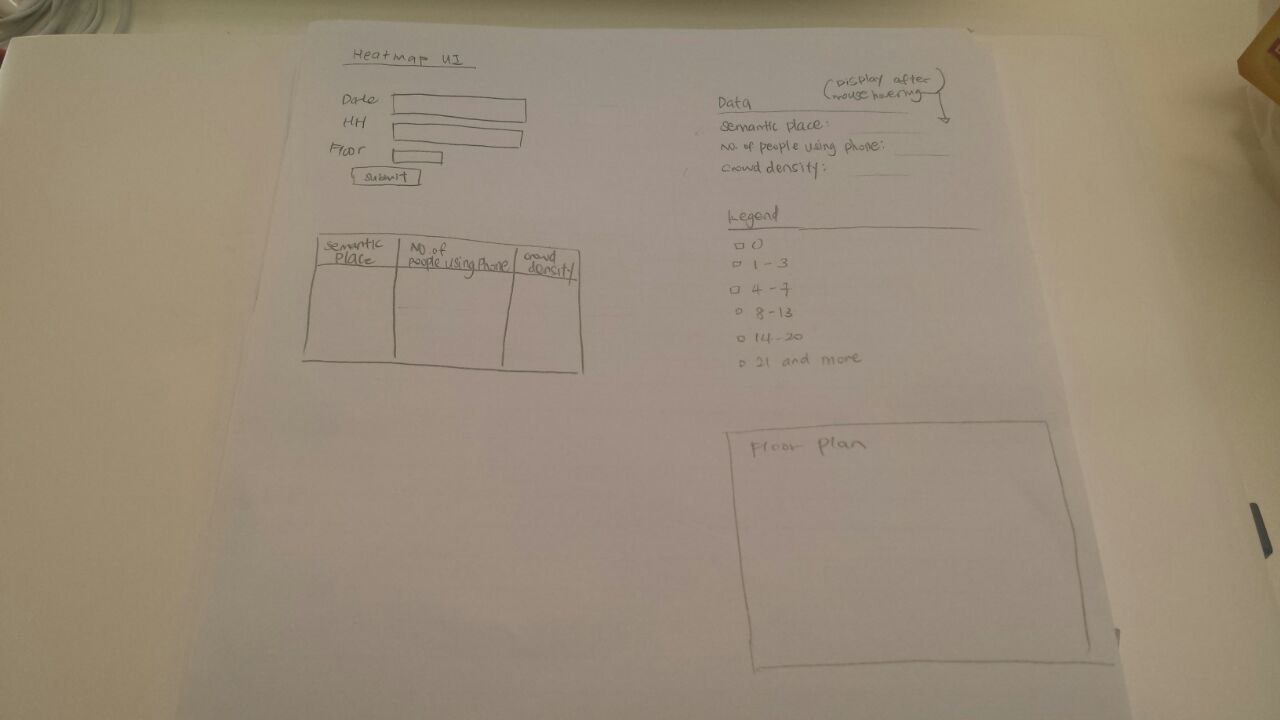 Heatmap UI
Date
HH
Floor
Submit
Semantic Place
No. of people using phone
crowd density
(Display after
mouse hovering)
Data
semantic place:
No. of people using phone:
crowd density:
Legend
0
1-3
4-7
8-13
14-20
21 and more
Floor Plan